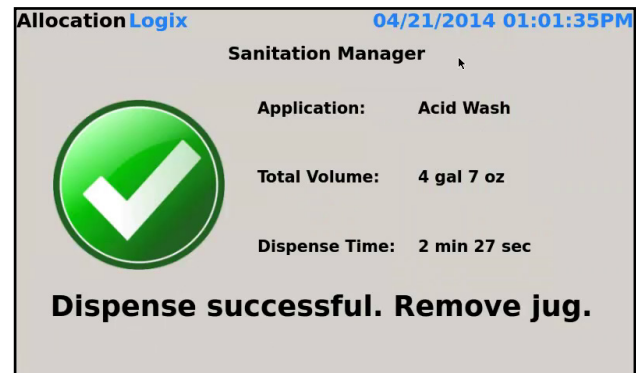 AllocationLogix 04/21/2014 01:01:35PM
Sanitation Manager
Application: Acid Wash
Total Volume: 4 gal 7 oz
Dispense Time: 2 min 27 sec
Dispense successful. Remove jug.